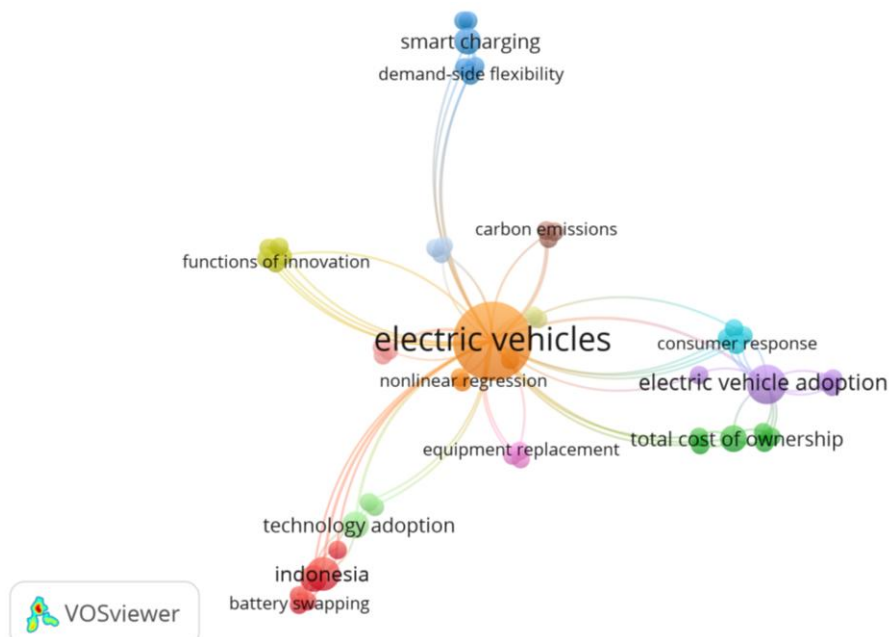 smart charging
demand-side flexibility
carbon emissions
functions of innovation
electric vehicles
consumer response
nonlinear regression
electric vehicle adoption
equipment replacement
total cost of ownership
technology adoption
indonesia
battery swapping
VOSviewer